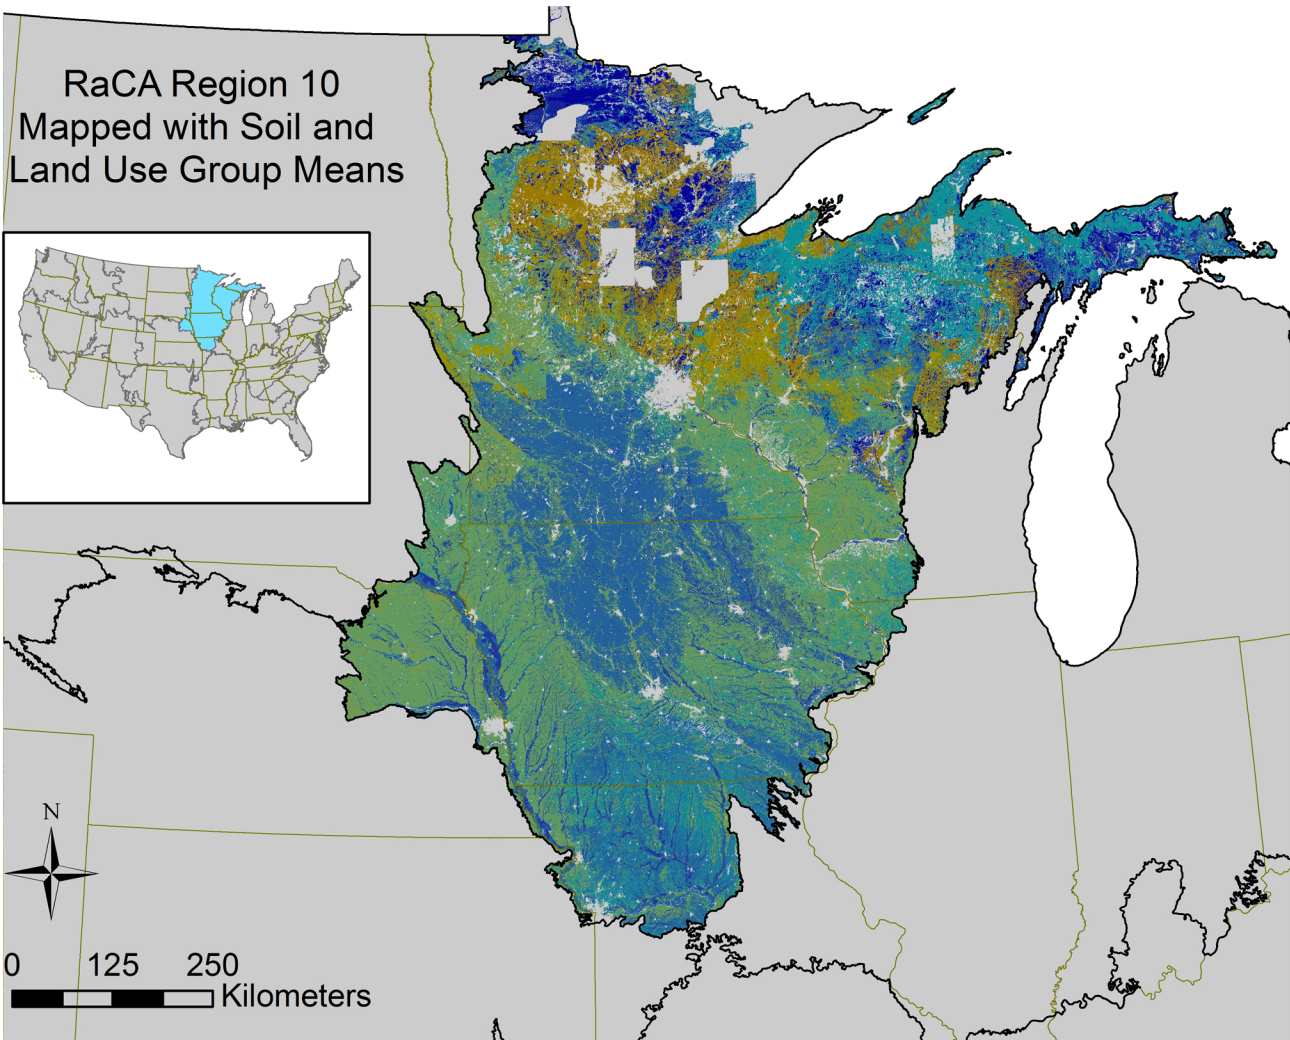 RaCA Region 10
Mapped with Soil and
Land Use Group Means
N
0 125 250
Kilometers